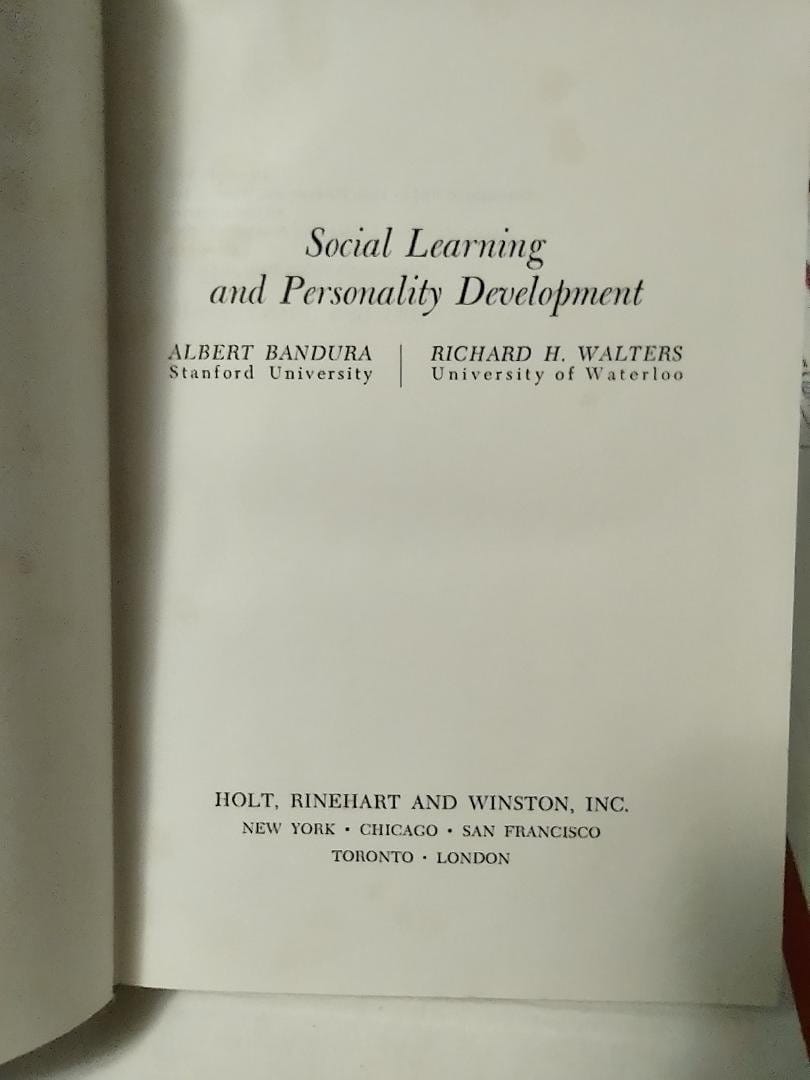 Social Learning
and Personality Development
ALBERT BANDURA
Stanford University
RICHARD H. WALTERS
University of Waterloo
HOLT, RINEHART AND WINSTON, INC.
NEW YORK • CHICAGO • SAN FRANCISCO
TORONTO • LONDON